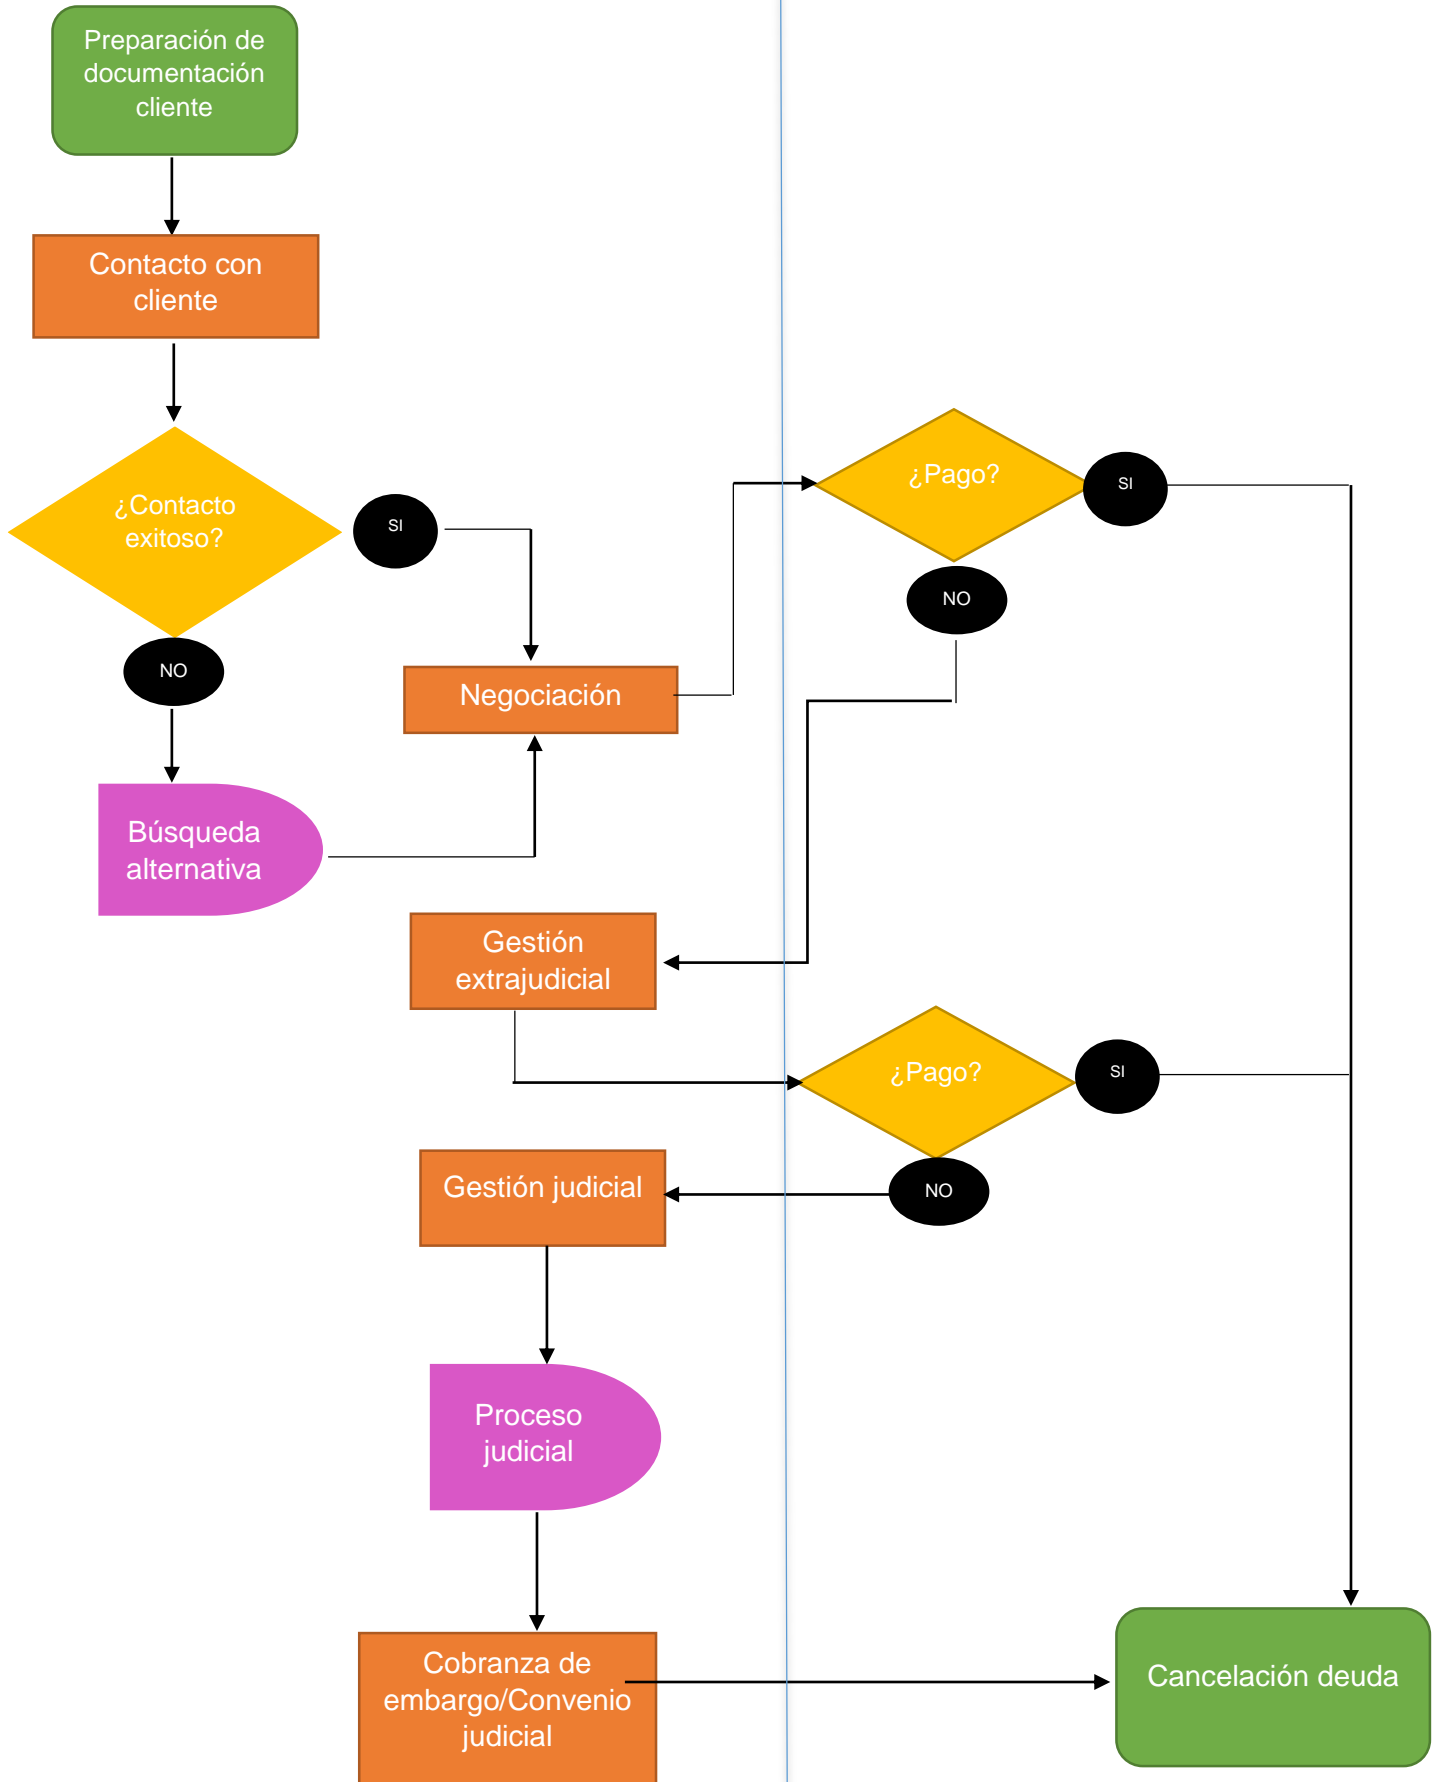 Preparación de
documentación
cliente
Contacto con
cliente
¿Contacto
exitoso?
SI
NO
Búsqueda
alternativa
Negociación
¿Pago?
SI
NO
Gestión
extrajudicial
¿Pago?
SI
NO
Gestión judicial
Proceso
judicial
Cobranza de
embargo/Convenio
judicial
Cancelación deuda